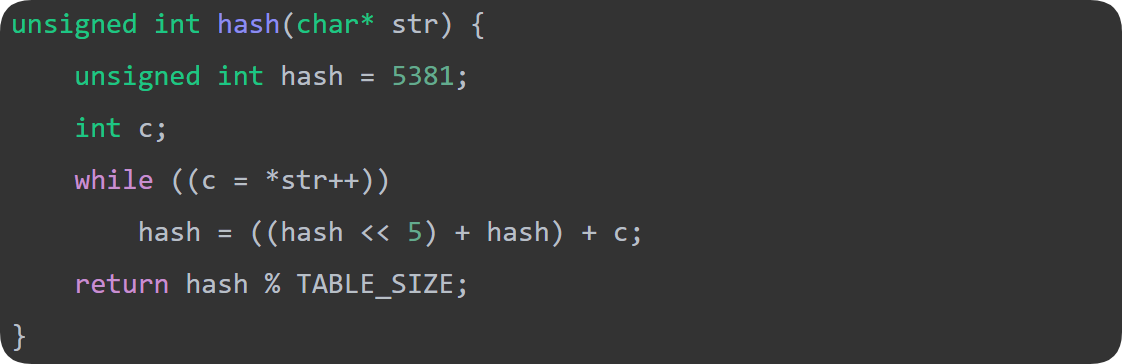 unsigned int hash(char* str) {
    unsigned int hash = 5381;
    int c;
    while ((c = *str++))
        hash = ((hash << 5) + hash) + c;
    return hash % TABLE_SIZE;
}